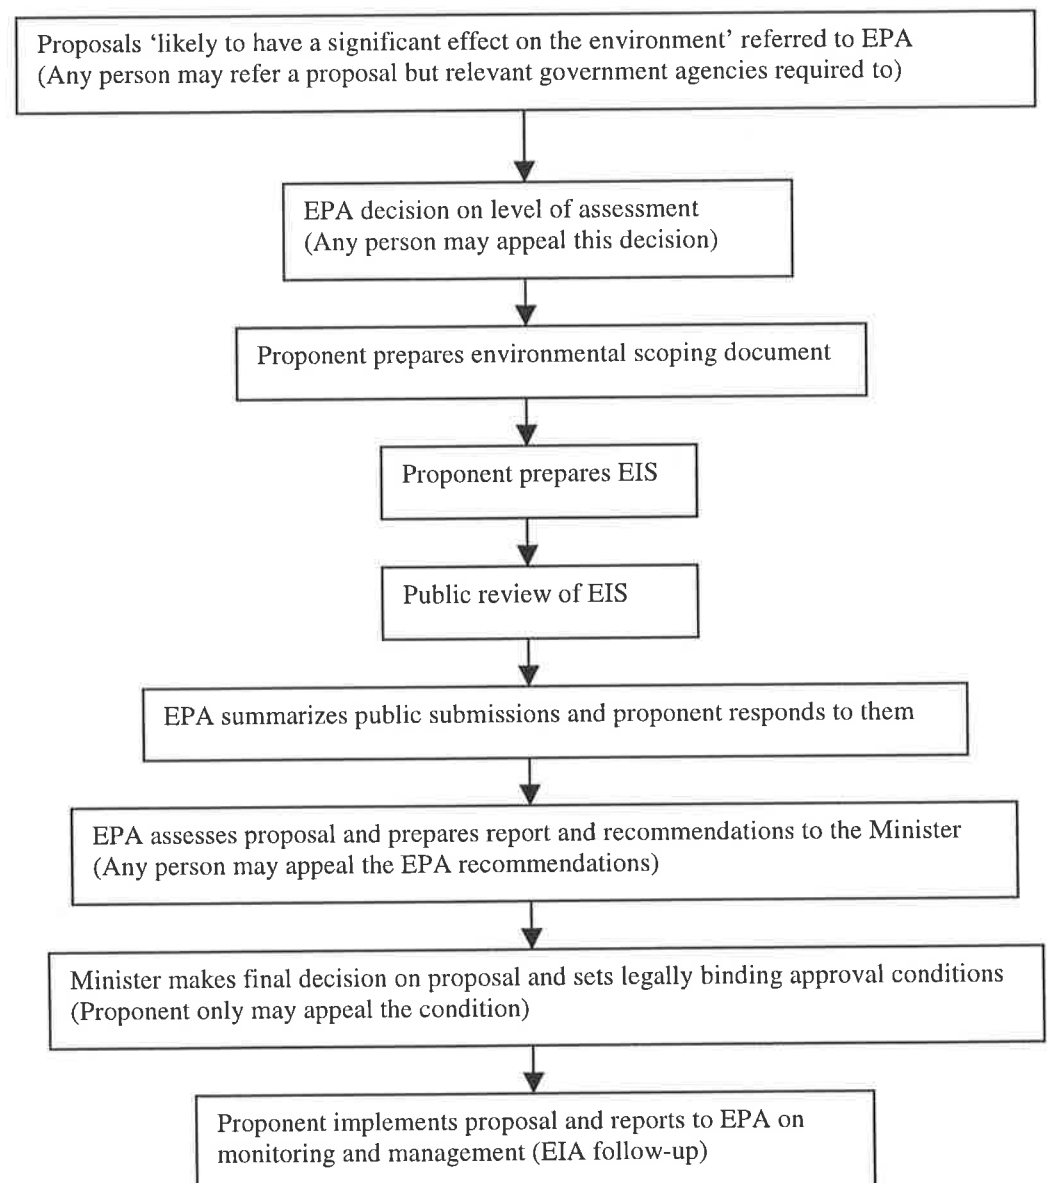 Proposals ‘likely to have a significant effect on the environment’ referred to EPA
(Any person may refer a proposal but relevant government agencies required to)
EPA decision on level of assessment
(Any person may appeal this decision)
Proponent prepares environmental scoping document
Proponent prepares EIS
Public review of EIS
EPA summarizes public submissions and proponent responds to them
EPA assesses proposal and prepares report and recommendations to the Minister
(Any person may appeal the EPA recommendations)
Minister makes final decision on proposal and sets legally binding approval conditions
(Proponent only may appeal the condition)
Proponent implements proposal and reports to EPA on
monitoring and management (EIA follow-up)